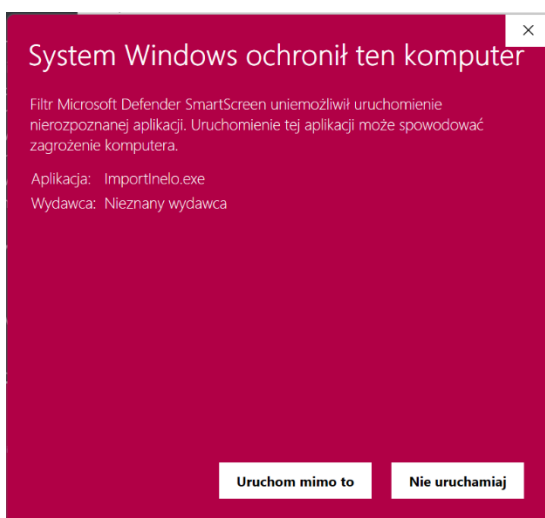 System Windows ochronił ten komputer
Filtr Microsoft Defender SmartScreen uniemożliwił uruchomienie
nierozpoznanej aplikacji. Uruchomienie tej aplikacji może spowodować
zagrożenie komputera.
Aplikacja: ImportInelo.exe
Wydawca: Nieznany wydawca
Uruchom mimo to Nie uruchamiaj